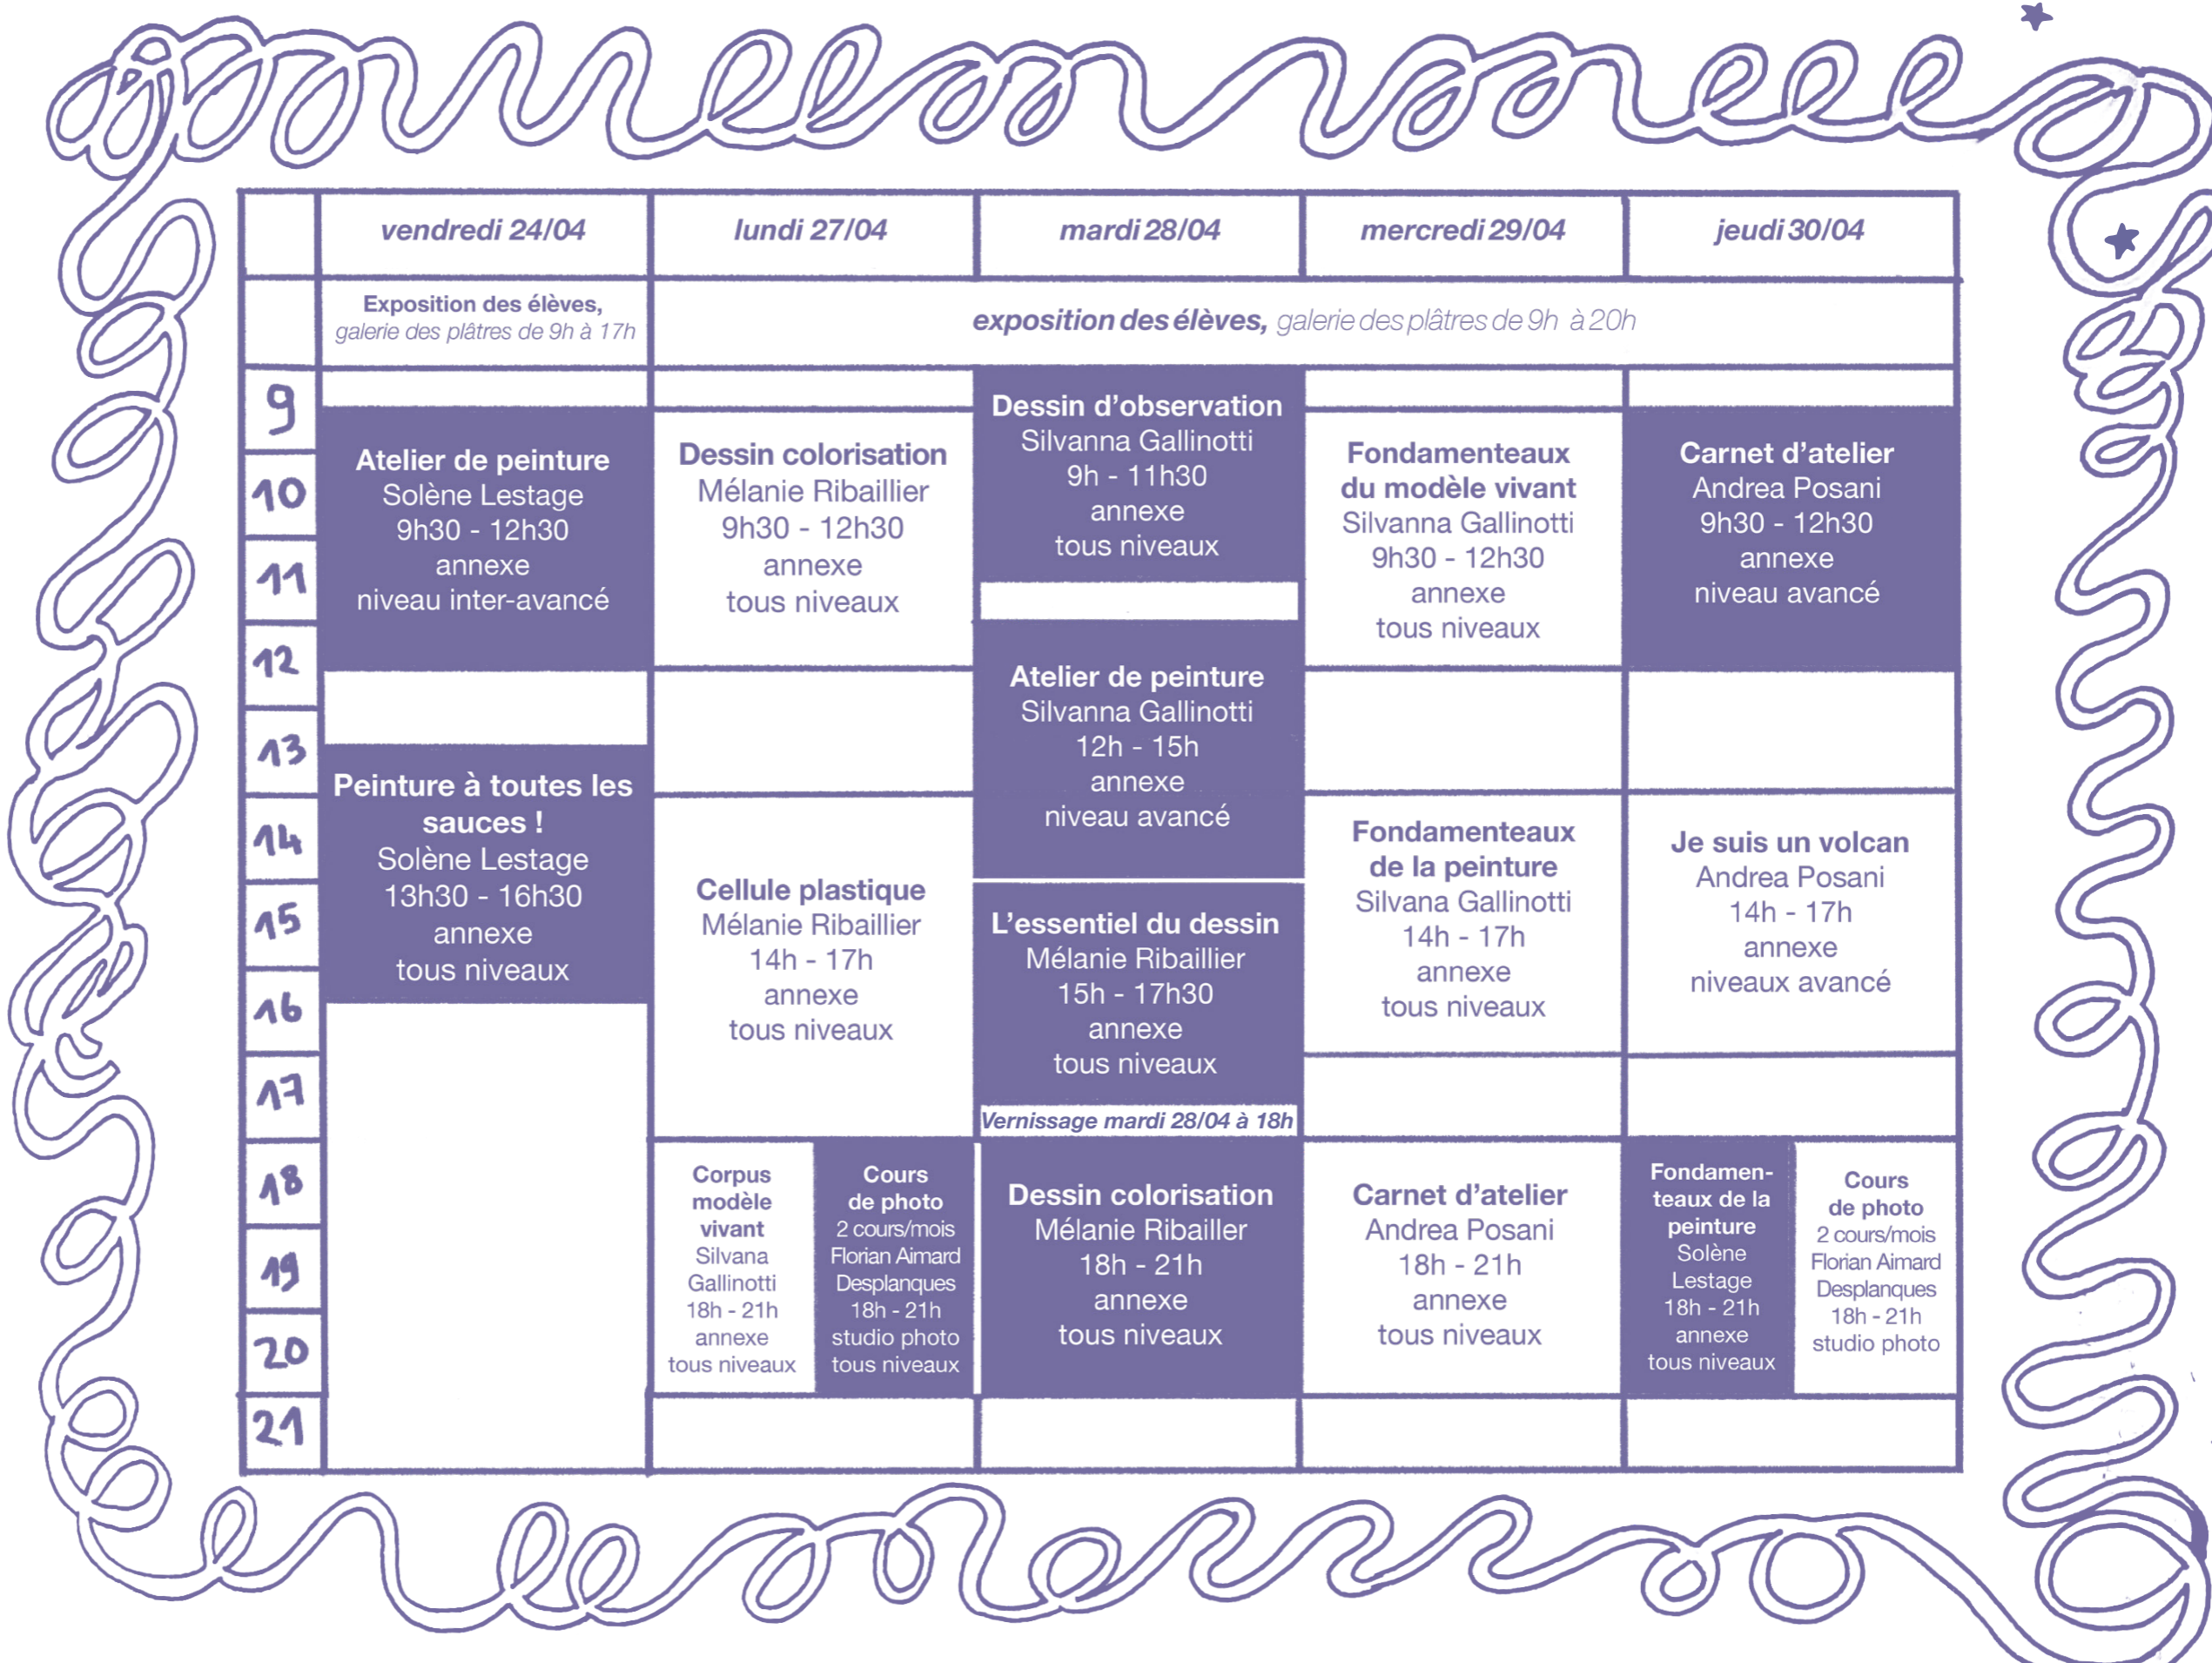 vendredi 24/04
lundi 27/04
mardi 28/04
mercredi 29/04
jeudi 30/04
Exposition des élèves,
galerie des plâtres de 9h à 17h
exposition des élèves, galerie des plâtres de 9h à 20h
9
10
11
12
13
14
15
16
17
18
19
20
21
Atelier de peinture
Solène Lestage
9h30 - 12h30
annexe
niveau inter-avancé
Peinture à toutes les
sauces !
Solène Lestage
13h30 - 16h30
annexe
tous niveaux
Dessin colorisation
Mélanie Ribaillier
9h30 - 12h30
annexe
tous niveaux
Cellule plastique
Mélanie Ribaillier
14h - 17h
annexe
tous niveaux
Corpus
modèle
vivant
Silvana
Gallinotti
18h - 21h
annexe
tous niveaux
Cours
de photo
2 cours/mois
Florian Aimard
Desplanques
18h - 21h
studio photo
tous niveaux
Dessin d'observation
Silvanna Gallinotti
9h - 11h30
annexe
tous niveaux
Atelier de peinture
Silvanna Gallinotti
12h - 15h
annexe
niveau avancé
L'essentiel du dessin
Mélanie Ribaillier
15h - 17h30
annexe
tous niveaux
Vernissage mardi 28/04 à 18h
Dessin colorisation
Mélanie Ribailler
18h - 21h
annexe
tous niveaux
Fondamenteaux
du modèle vivant
Silvanna Gallinotti
9h30 - 12h30
annexe
tous niveaux
Fondamenteaux
de la peinture
Silvana Gallinotti
14h - 17h
annexe
tous niveaux
Carnet d'atelier
Andrea Posani
18h - 21h
annexe
tous niveaux
Carnet d'atelier
Andrea Posani
9h30 - 12h30
annexe
niveau avancé
Je suis un volcan
Andrea Posani
14h - 17h
annexe
niveaux avancé
Fondamen-
teaux de la
peinture
Solène
Lestage
18h - 21h
annexe
tous niveaux
Cours
de photo
2 cours/mois
Florian Aimard
Desplanques
18h - 21h
studio photo